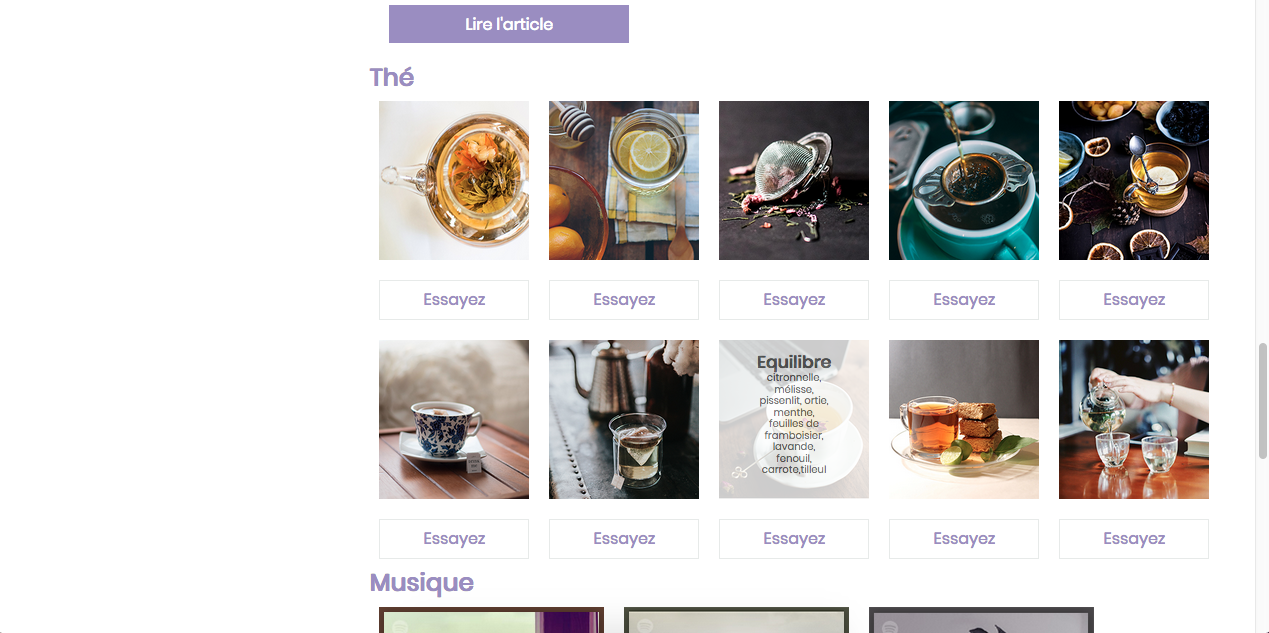 Lire l'article
Thé
Essayez
Essayez
Essayez
Essayez
Essayez
Equilibre
citronnelle,
mélisse,
pissenlit, ortie,
menthe,
feuilles de
framboisier,
lavande,
fenouil,
carrote,tilleul
Essayez
Essayez
Essayez
Essayez
Essayez
Musique